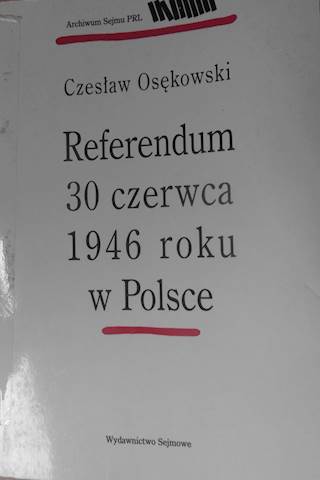 Archiwum Sejmu PRL
Czesław Osękowski
Referendum
30 czerwca
1946 roku
w Polsce
Wydawnictwo Sejmowe